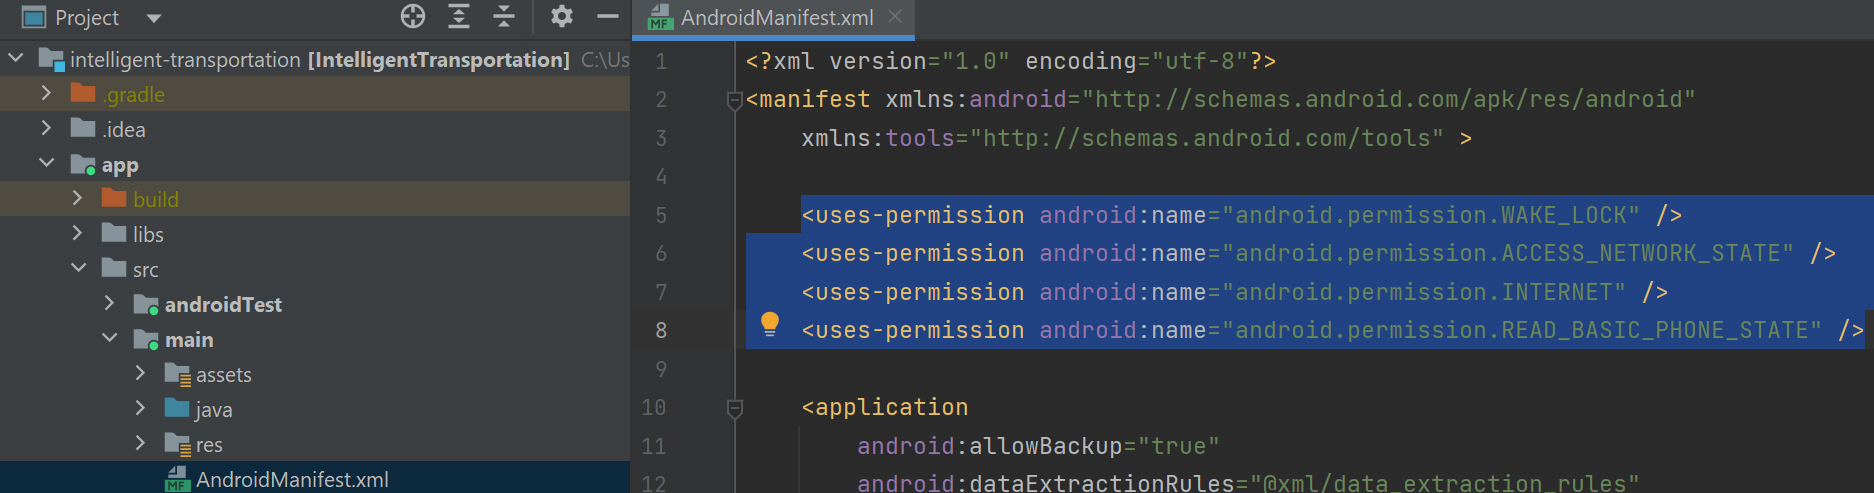 Project
intelligent-transportation [IntelligentTransportation] C:\Us
.gradle
.idea
app
build
libs
src
androidTest
main
assets
java
res
AndroidManifest.xml
AndroidManifest.xml
1 <?xml version="1.0" encoding="utf-8"?>
2 <manifest xmlns:android="http://schemas.android.com/apk/res/android"
3 xmlns:tools="http://schemas.android.com/tools" >
4
5 <uses-permission android:name="android.permission.WAKE_LOCK" />
6 <uses-permission android:name="android.permission.ACCESS_NETWORK_STATE" />
7 <uses-permission android:name="android.permission.INTERNET" />
8 <uses-permission android:name="android.permission.READ_BASIC_PHONE_STATE" />
9
10 <application
11 android:allowBackup="true"
12 android:dataExtractionRules="@xml/data_extraction_rules"